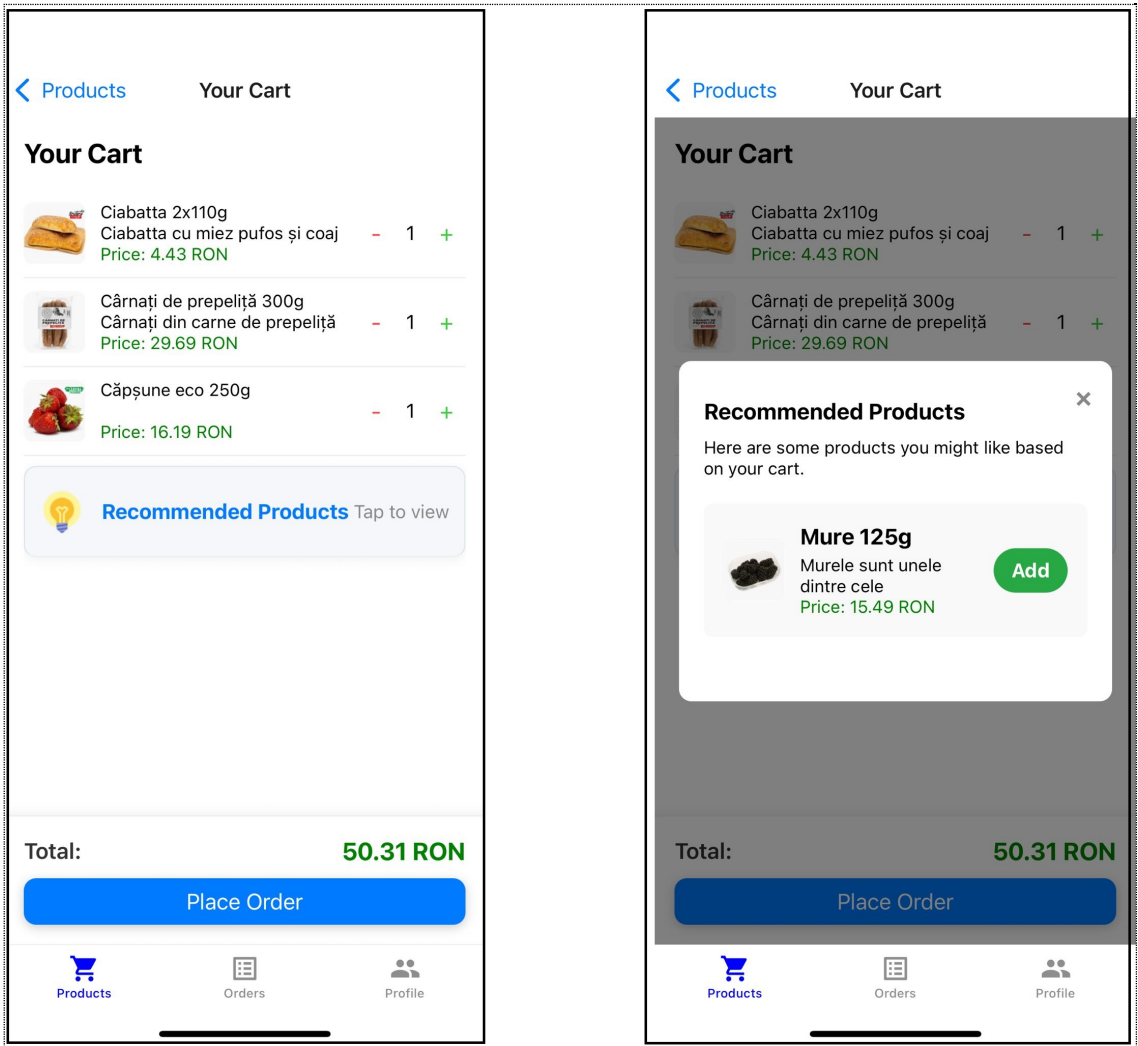 Products
Your Cart
Your Cart
Ciabatta 2x110g
Ciabatta cu miez pufos și coaj
Price: 4.43 RON
- 1 +
Cârnați de prepeliță 300g
Cârnați din carne de prepeliță
Price: 29.69 RON
- 1 +
Căpșune eco 250g
Price: 16.19 RON
- 1 +
Recommended Products Tap to view
Total: 50.31 RON
Place Order
Products
Orders
Profile
Products
Your Cart
Your Cart
Ciabatta 2x110g
Ciabatta cu miez pufos și coaj
Price: 4.43 RON
- 1 +
Cârnați de prepeliță 300g
Cârnați din carne de prepeliță
Price: 29.69 RON
- 1 +
×
Recommended Products
Here are some products you might like based
on your cart.
Mure 125g
Murele sunt unele
dintre cele
Price: 15.49 RON
Add
Total: 50.31 RON
Place Order
Products
Orders
Profile